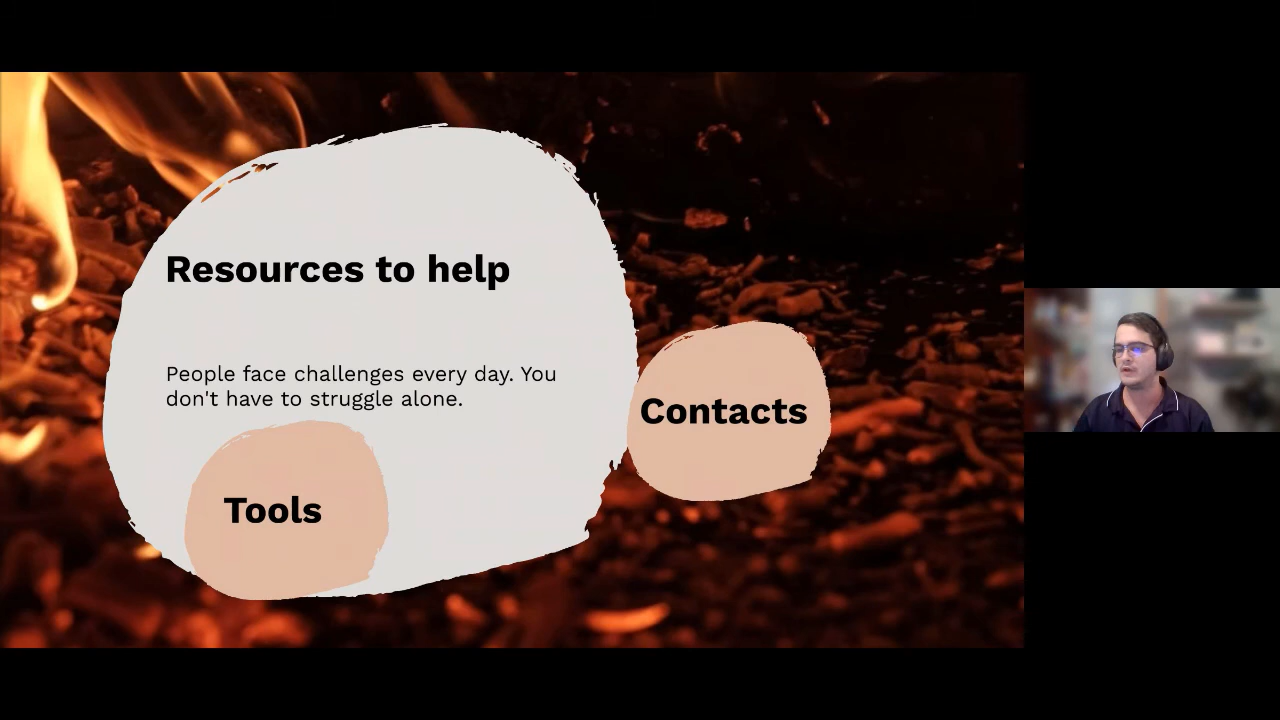 Resources to help
People face challenges every day. You
don't have to struggle alone.
Contacts
Tools